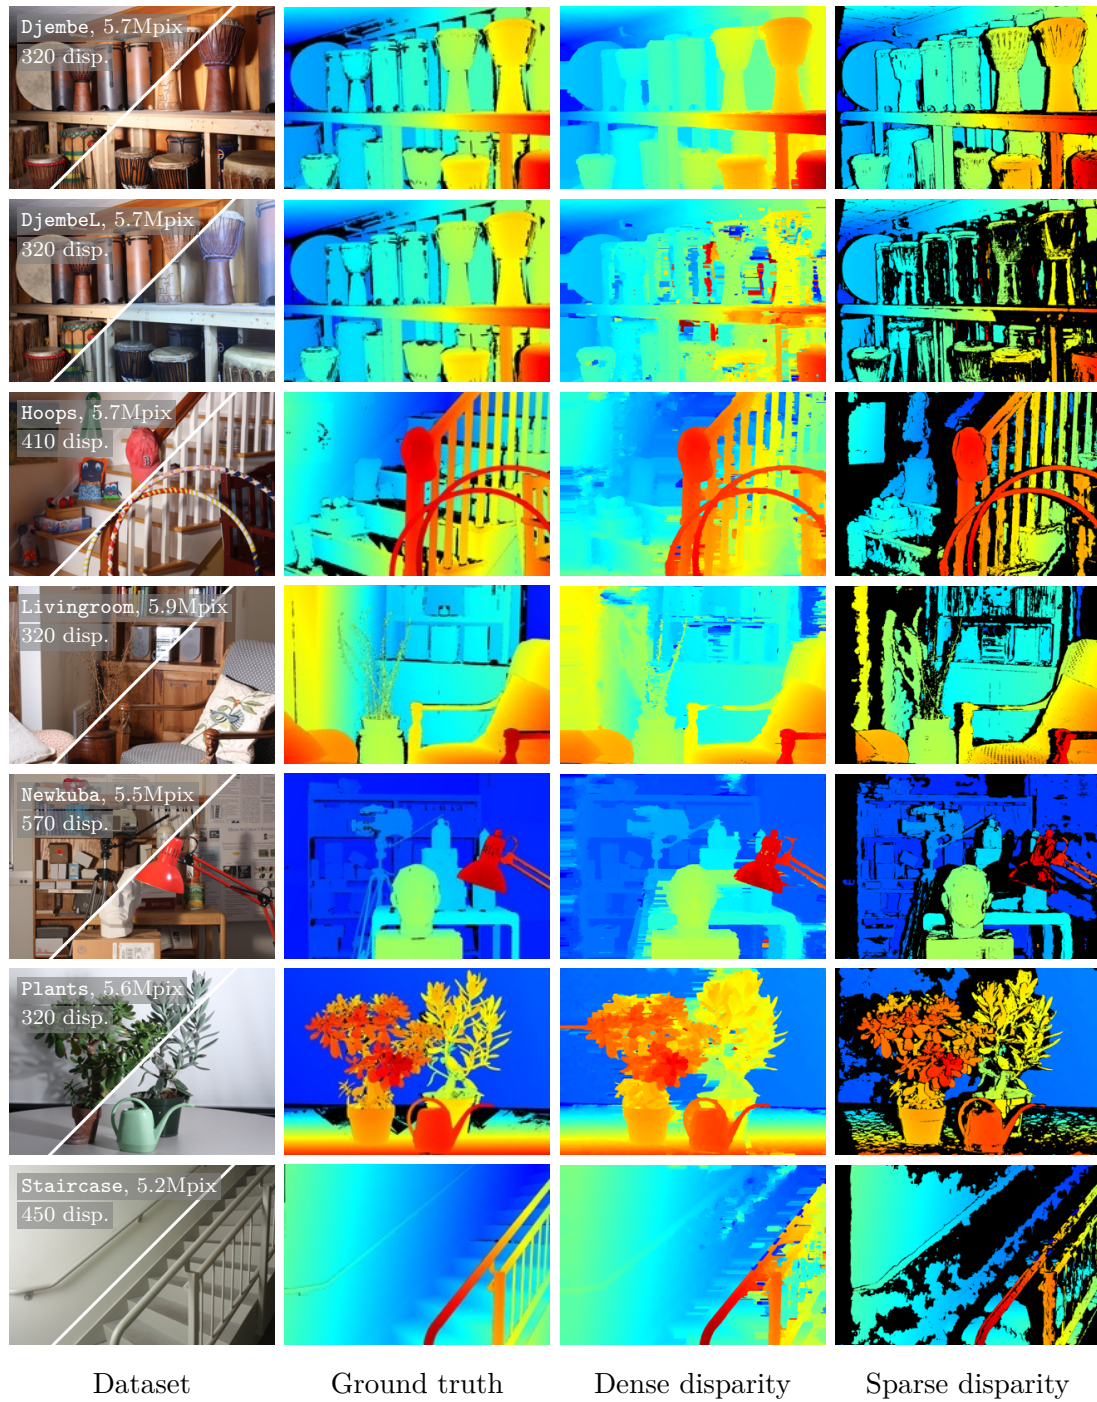 Djembe, 5.7Mpix
320 disp.
DjembeL, 5.7Mpix
320 disp.
Hoops, 5.7Mpix
410 disp.
Livingroom, 5.9Mpix
320 disp.
Newkuba, 5.5Mpix
570 disp.
Plants, 5.6Mpix
320 disp.
Staircase, 5.2Mpix
450 disp.
Dataset Ground truth Dense disparity Sparse disparity